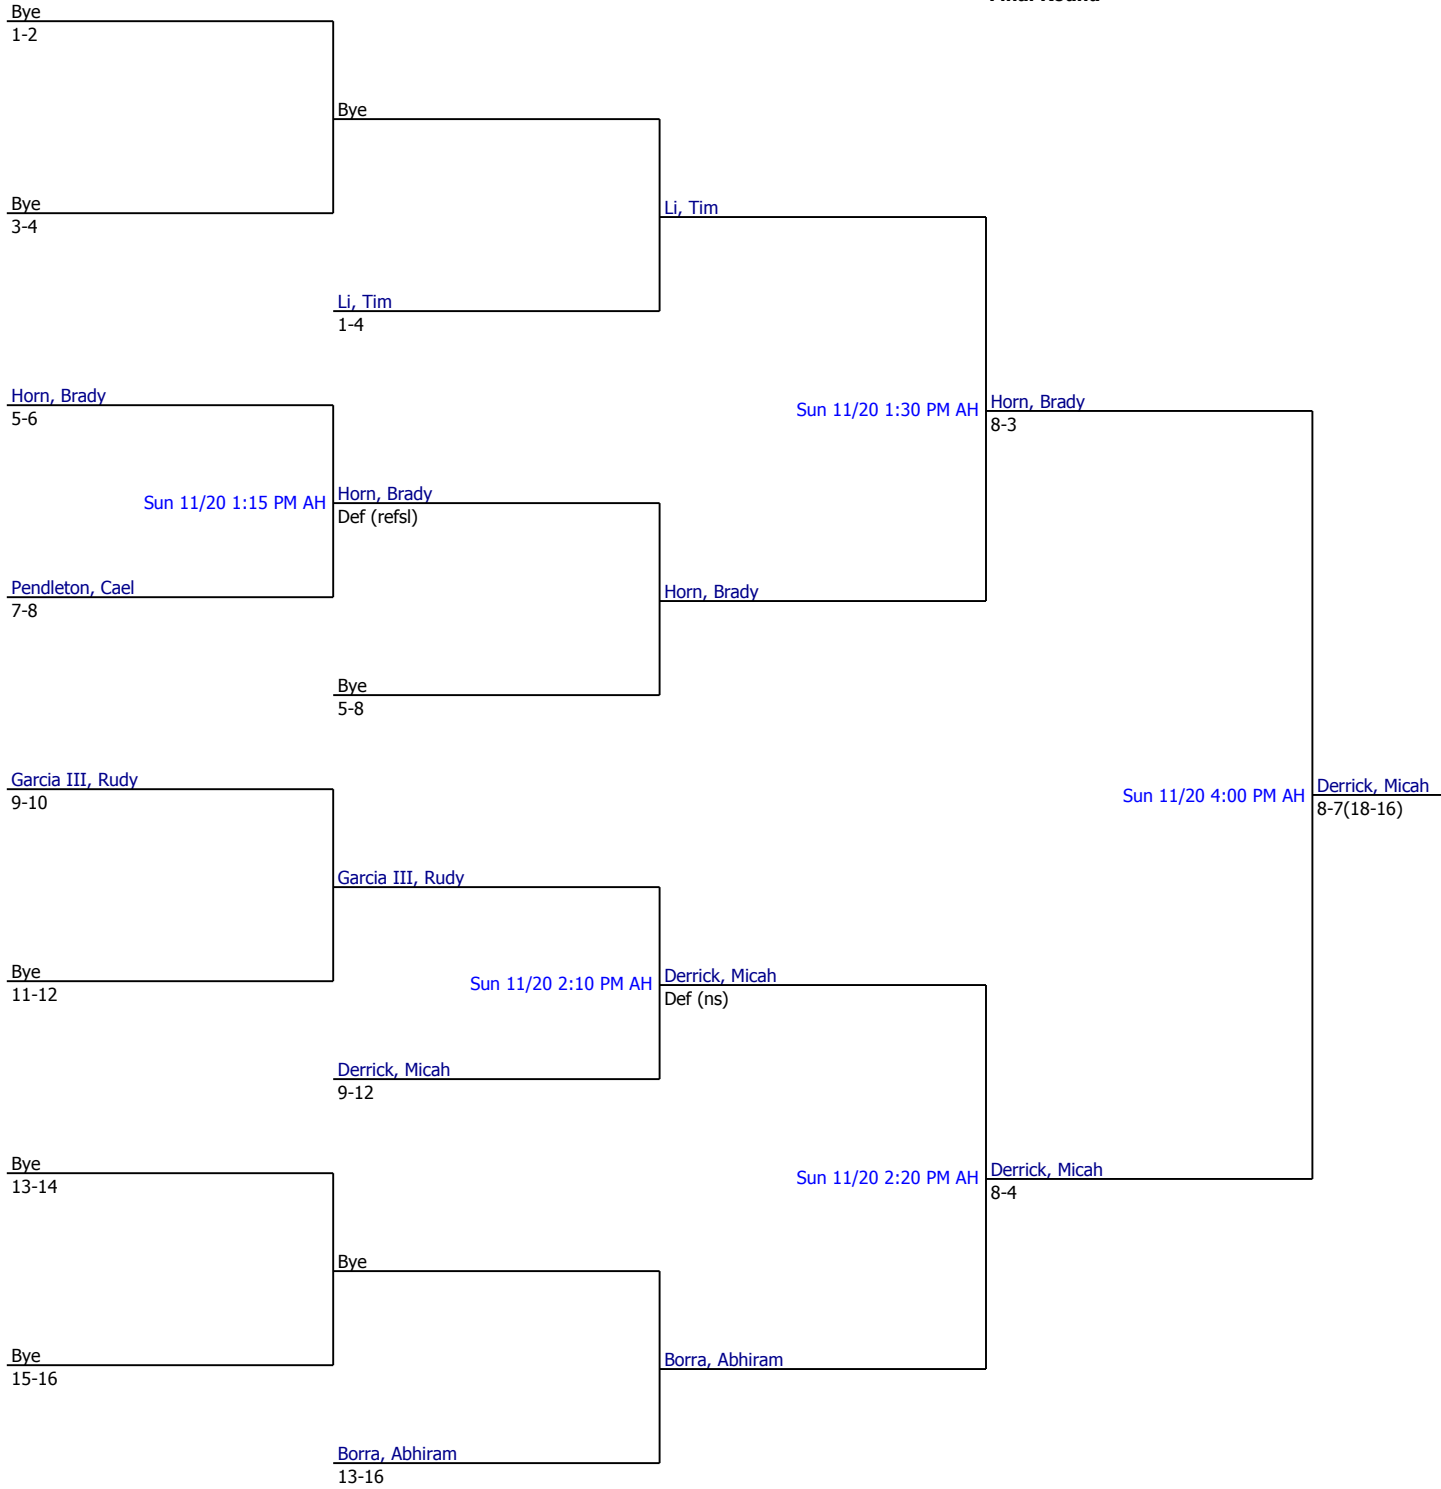 Final Round
Bye
1-2
Bye
Bye
3-4
Li, Tim
Li, Tim
1-4
Horn, Brady
5-6
Sun 11/20 1:30 PM AH
Horn, Brady
8-3
Sun 11/20 1:15 PM AH
Horn, Brady
Def (refsl)
Pendleton, Cael
7-8
Horn, Brady
Bye
5-8
Garcia III, Rudy
9-10
Sun 11/20 4:00 PM AH
Derrick, Micah
8-7(18-16)
Garcia III, Rudy
Bye
11-12
Sun 11/20 2:10 PM AH
Derrick, Micah
Def (ns)
Derrick, Micah
9-12
Bye
13-14
Sun 11/20 2:20 PM AH
Derrick, Micah
8-4
Bye
Bye
15-16
Borra, Abhiram
Borra, Abhiram
13-16